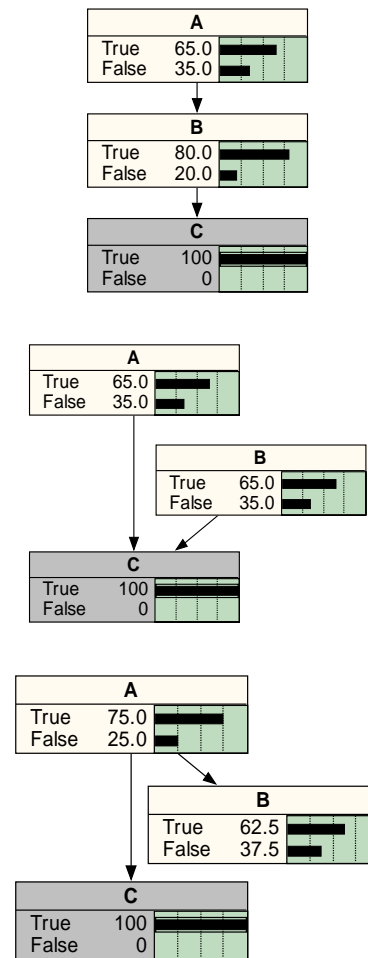 A
True 65.0
False 35.0
B
True 80.0
False 20.0
C
True 100
False 0
A
True 65.0
False 35.0
B
True 65.0
False 35.0
C
True 100
False 0
A
True 75.0
False 25.0
B
True 62.5
False 37.5
C
True 100
False 0